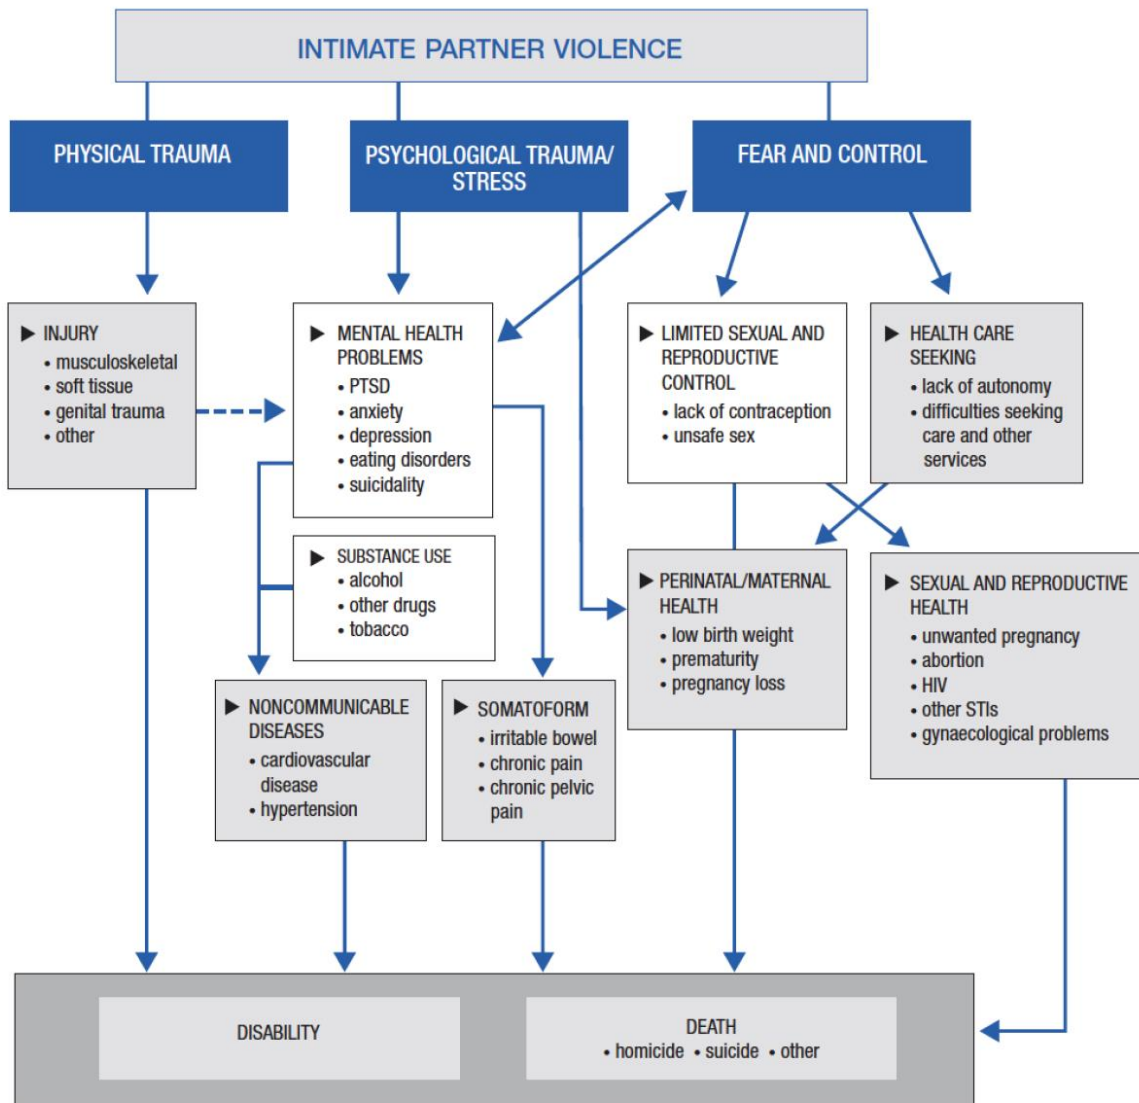 INTIMATE PARTNER VIOLENCE
PHYSICAL TRAUMA
PSYCHOLOGICAL TRAUMA/
STRESS
FEAR AND CONTROL
▶ INJURY
• musculoskeletal
• soft tissue
• genital trauma
• other
▶ MENTAL HEALTH
PROBLEMS
• PTSD
• anxiety
• depression
• eating disorders
• suicidality
▶ LIMITED SEXUAL AND
REPRODUCTIVE
CONTROL
• lack of contraception
• unsafe sex
▶ HEALTH CARE
SEEKING
• lack of autonomy
• difficulties seeking
care and other
services
▶ SUBSTANCE USE
• alcohol
• other drugs
• tobacco
▶ PERINATAL/MATERNAL
HEALTH
• low birth weight
• prematurity
• pregnancy loss
▶ SEXUAL AND REPRODUCTIVE
HEALTH
• unwanted pregnancy
• abortion
• HIV
• other STIs
• gynaecological problems
▶ NONCOMMUNICABLE
DISEASES
• cardiovascular
disease
• hypertension
▶ SOMATOFORM
• irritable bowel
• chronic pain
• chronic pelvic
pain
DISABILITY
DEATH
• homicide • suicide • other